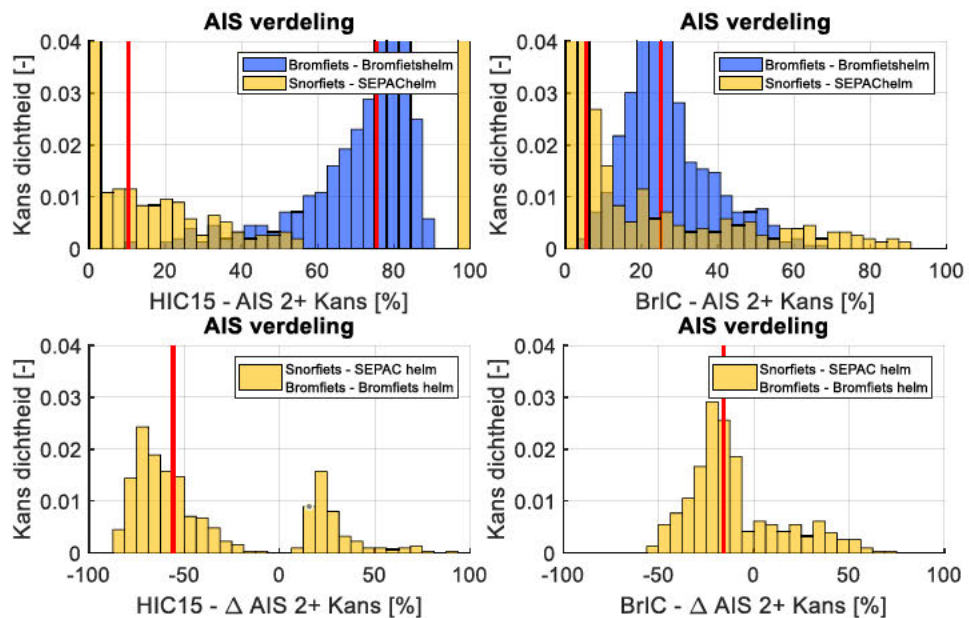 AIS verdeling
Kans dichtheid [-]
0.04
0.03
0.02
0.01
0
Bromfiets - Bromfietshelm
Snorfiets - SEPAChelm
0 20 40 60 80 100
HIC15 - AIS 2+ Kans [%]
AIS verdeling
Kans dichtheid [-]
0.04
0.03
0.02
0.01
0
Bromfiets - Bromfietshelm
Snorfiets - SEPAChelm
0 20 40 60 80 100
BrIC - AIS 2+ Kans [%]
AIS verdeling
Kans dichtheid [-]
0.04
0.03
0.02
0.01
0
Snorfiets - SEPAC helm
Bromfiets - Bromfiets helm
-100 -50 0 50 100
HIC15 - Δ AIS 2+ Kans [%]
AIS verdeling
Kans dichtheid [-]
0.04
0.03
0.02
0.01
0
Snorfiets - SEPAC helm
Bromfiets - Bromfiets helm
-100 -50 0 50 100
BrIC - Δ AIS 2+ Kans [%]